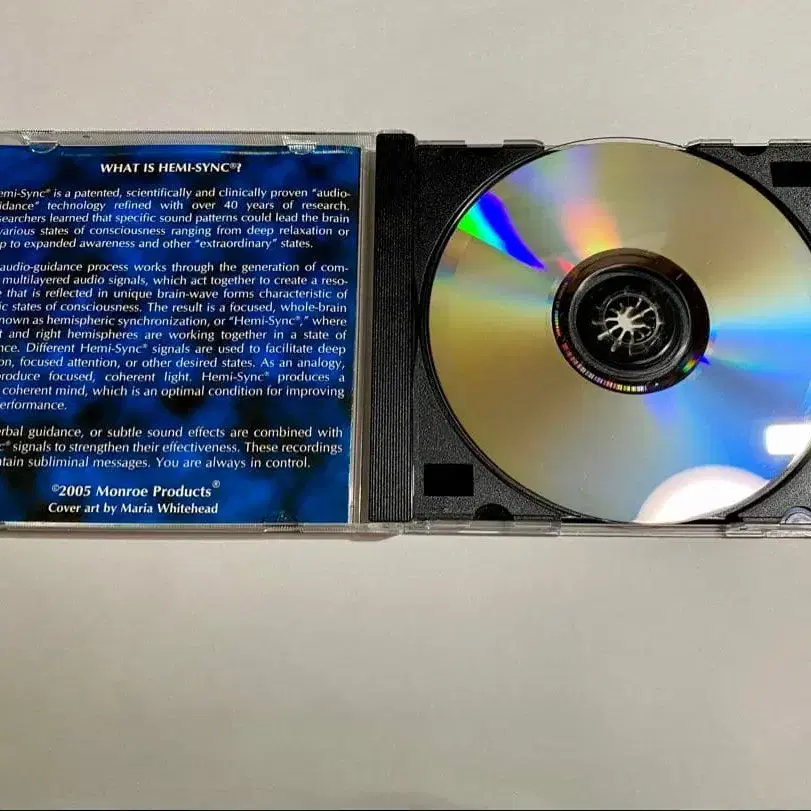 WHAT IS HEMI-SYNC®?
emi-Sync® is a patented, scientifically and clinically proven "audio-
idance" technology refined with over 40 years of research.
searchers learned that specific sound patterns could lead the brain
various states of consciousness ranging from deep relaxation or
p to expanded awareness and other "extraordinary" states.
audio-guidance process works through the generation of com-
multilayered audio signals, which act together to create a reso-
e that is reflected in unique brain-wave forms characteristic of
ic states of consciousness. The result is a focused, whole-brain
nown as hemispheric synchronization, or "Hemi-Sync®," where
t and right hemispheres are working together in a state of
nce. Different Hemi-Sync® signals are used to facilitate deep
on, focused attention, or other desired states. As an analogy,
produce focused, coherent light. Hemi-Sync® produces a
coherent mind, which is an optimal condition for improving
erformance.
erbal guidance, or subtle sound effects are combined with
c® signals to strengthen their effectiveness. These recordings
tain subliminal messages. You are always in control.
©2005 Monroe Products®
Cover art by Maria Whitehead